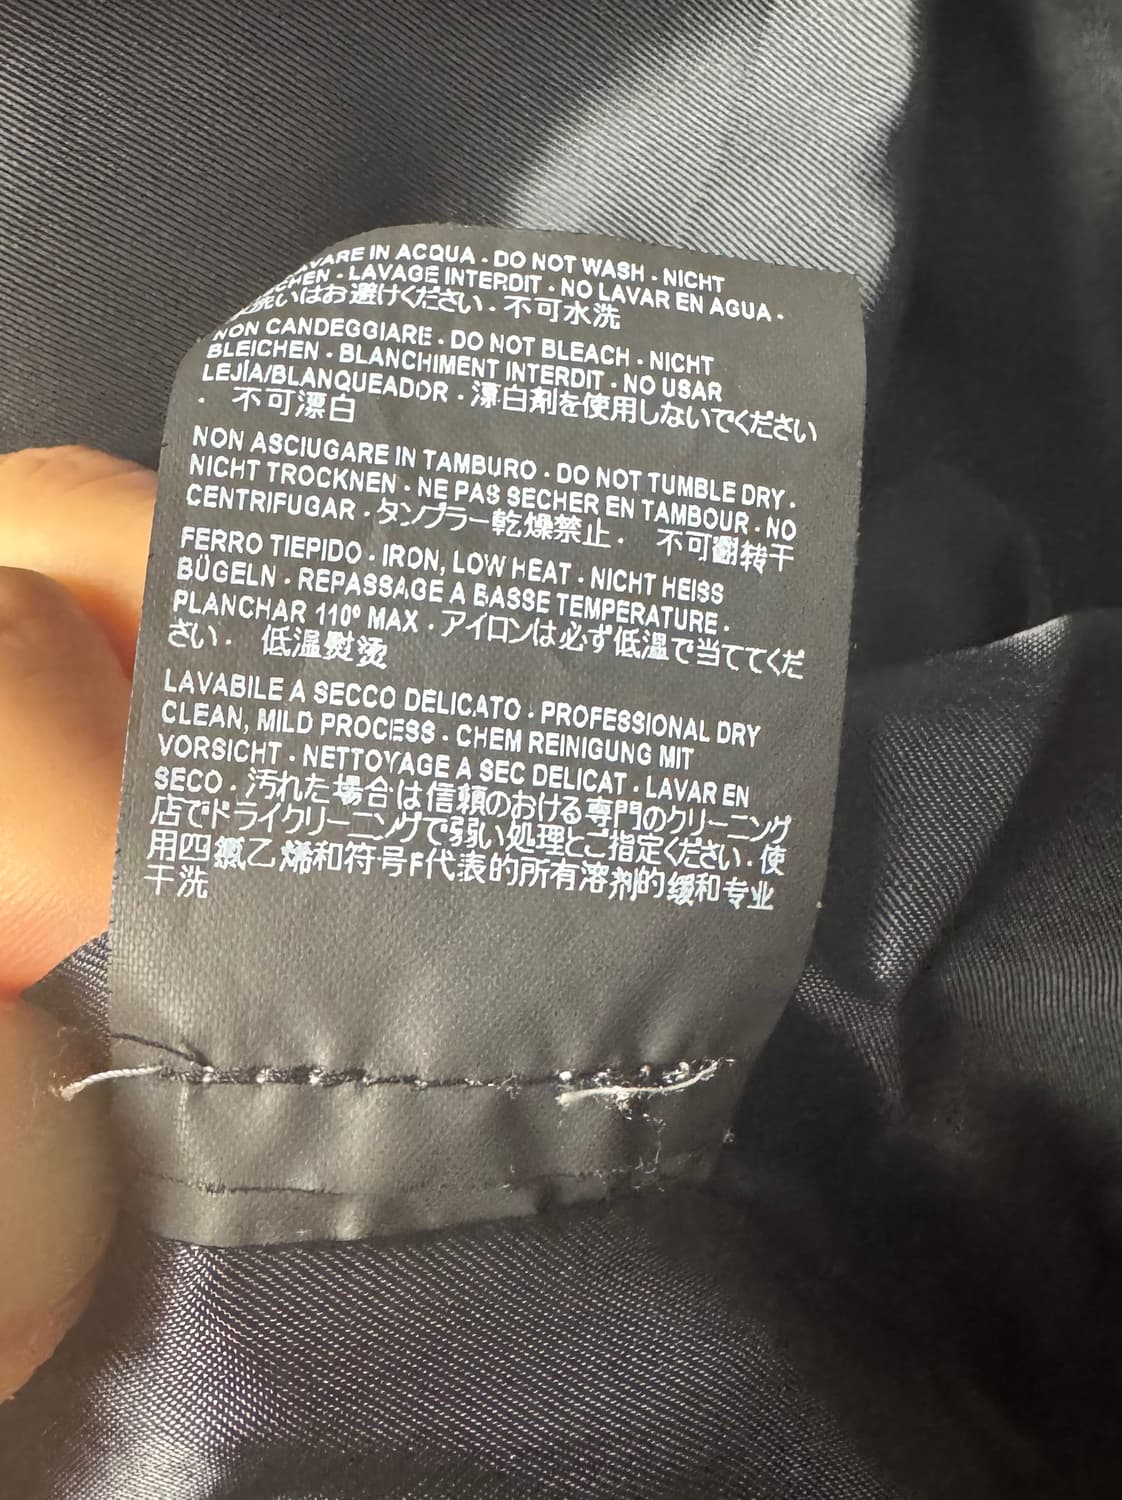 LAVARE IN ACQUA · DO NOT WASH · NICHT
· LAVAGE INTERDIT · NO LAVAR EN AGUA ·
水洗いはお避けください · 不可水洗
NON CANDEGGIARE · DO NOT BLEACH · NICHT
BLEICHEN · BLANCHIMENT INTERDIT · NO USAR
LEJÍA/BLANQUEADOR · 漂白剤を使用しないでください
· 不可漂白
NON ASCIUGARE IN TAMBURO · DO NOT TUMBLE DRY ·
NICHT TROCKNEN · NE PAS SECHER EN TAMBOUR · NO
CENTRIFUGAR · タンブラー乾燥禁止 · 不可翻转干
FERRO TIEPIDO · IRON, LOW HEAT · NICHT HEISS
BÜGELN · REPASSAGE A BASSE TEMPERATURE ·
PLANCHAR 110° MAX · アイロンは必ず低温で当ててくだ
さい · 低温熨烫
LAVABILE A SECCO DELICATO · PROFESSIONAL DRY
CLEAN, MILD PROCESS · CHEM REINIGUNG MIT
VORSICHT · NETTOYAGE A SEC DELICAT · LAVAR EN
SECO · 汚れた場合は信頼のおける専門のクリーニング
店でドライクリーニングで弱い処理とご指定ください · 使
用四氯乙烯和符号F代表的所有溶剂的缓和专业
干洗